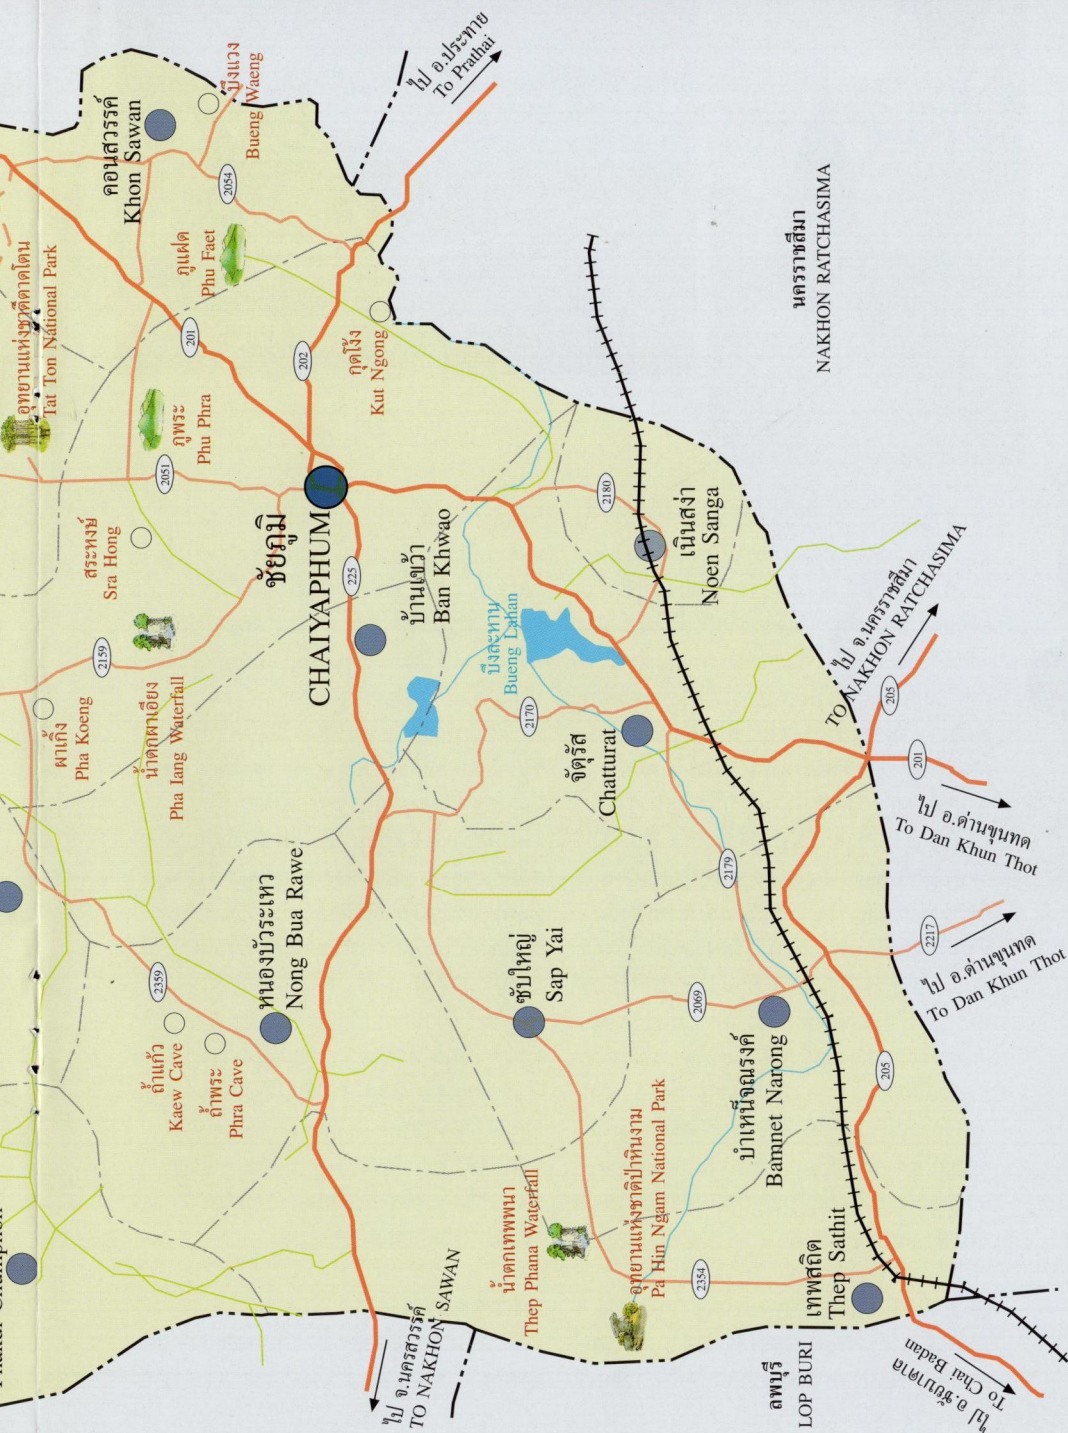 คอนสวรรค์
Khon Sawan
บึงแวง
Bueng Waeng
ไป อ.ประทาย
To Prathai
2054
อุทยานแห่งชาติตาดโตน
Tat Ton National Park
ภูแฝด
Phu Faet
201
202
กุดโง้ง
Kut Ngong
ภูพระ
Phu Phra
2051
นครราชสีมา
NAKHON RATCHASIMA
สระหงษ์
Sra Hong
ชัยภูมิ
CHAIYAPHUM
225
2180
เนินสง่า
Noen Sanga
บ้านเขว้า
Ban Khwao
บึงละหาน
Bueng Lahan
2159
ผาเกิ้ง
Pha Koeng
น้ำตกผาเอียง
Pha Iang Waterfall
2170
จัตุรัส
Chatturat
ไป จ.นครราชสีมา
TO NAKHON RATCHASIMA
205
201
ไป อ.ด่านขุนทด
To Dan Khun Thot
2179
2217
ไป อ.ด่านขุนทด
To Dan Khun Thot
หนองบัวระเหว
Nong Bua Rawe
2359
ถ้ำแก้ว
Kaew Cave
ถ้ำพระ
Phra Cave
ซับใหญ่
Sap Yai
2069
บำเหน็จณรงค์
Bamnet Narong
205
น้ำตกเทพพนา
Thep Phana Waterfall
อุทยานแห่งชาติป่าหินงาม
Pa Hin Ngam National Park
2354
เทพสถิต
Thep Sathit
ไป จ.นครสวรรค์
TO NAKHON SAWAN
ลพบุรี
LOP BURI
ไป อ.ชัยบาดาล
To Chai Badan